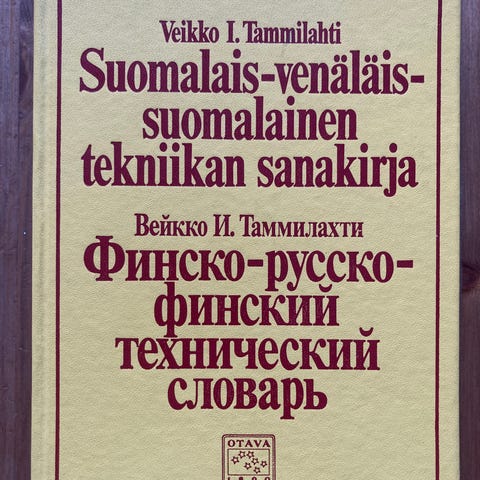 Veikko I. Tammilahti
Suomalais-venäläis-
suomalainen
tekniikan sanakirja
Вейкко И. Таммилахти
Финско-русско-
финский
технический
словарь
OTAVA